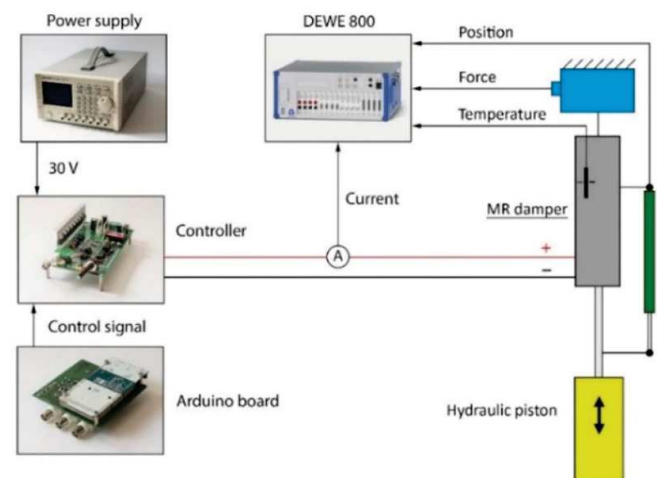 Power supply
DEWE 800
Position
Force
Temperature
30 V
Current
MR damper
Controller
A
+
−
Control signal
Arduino board
Hydraulic piston